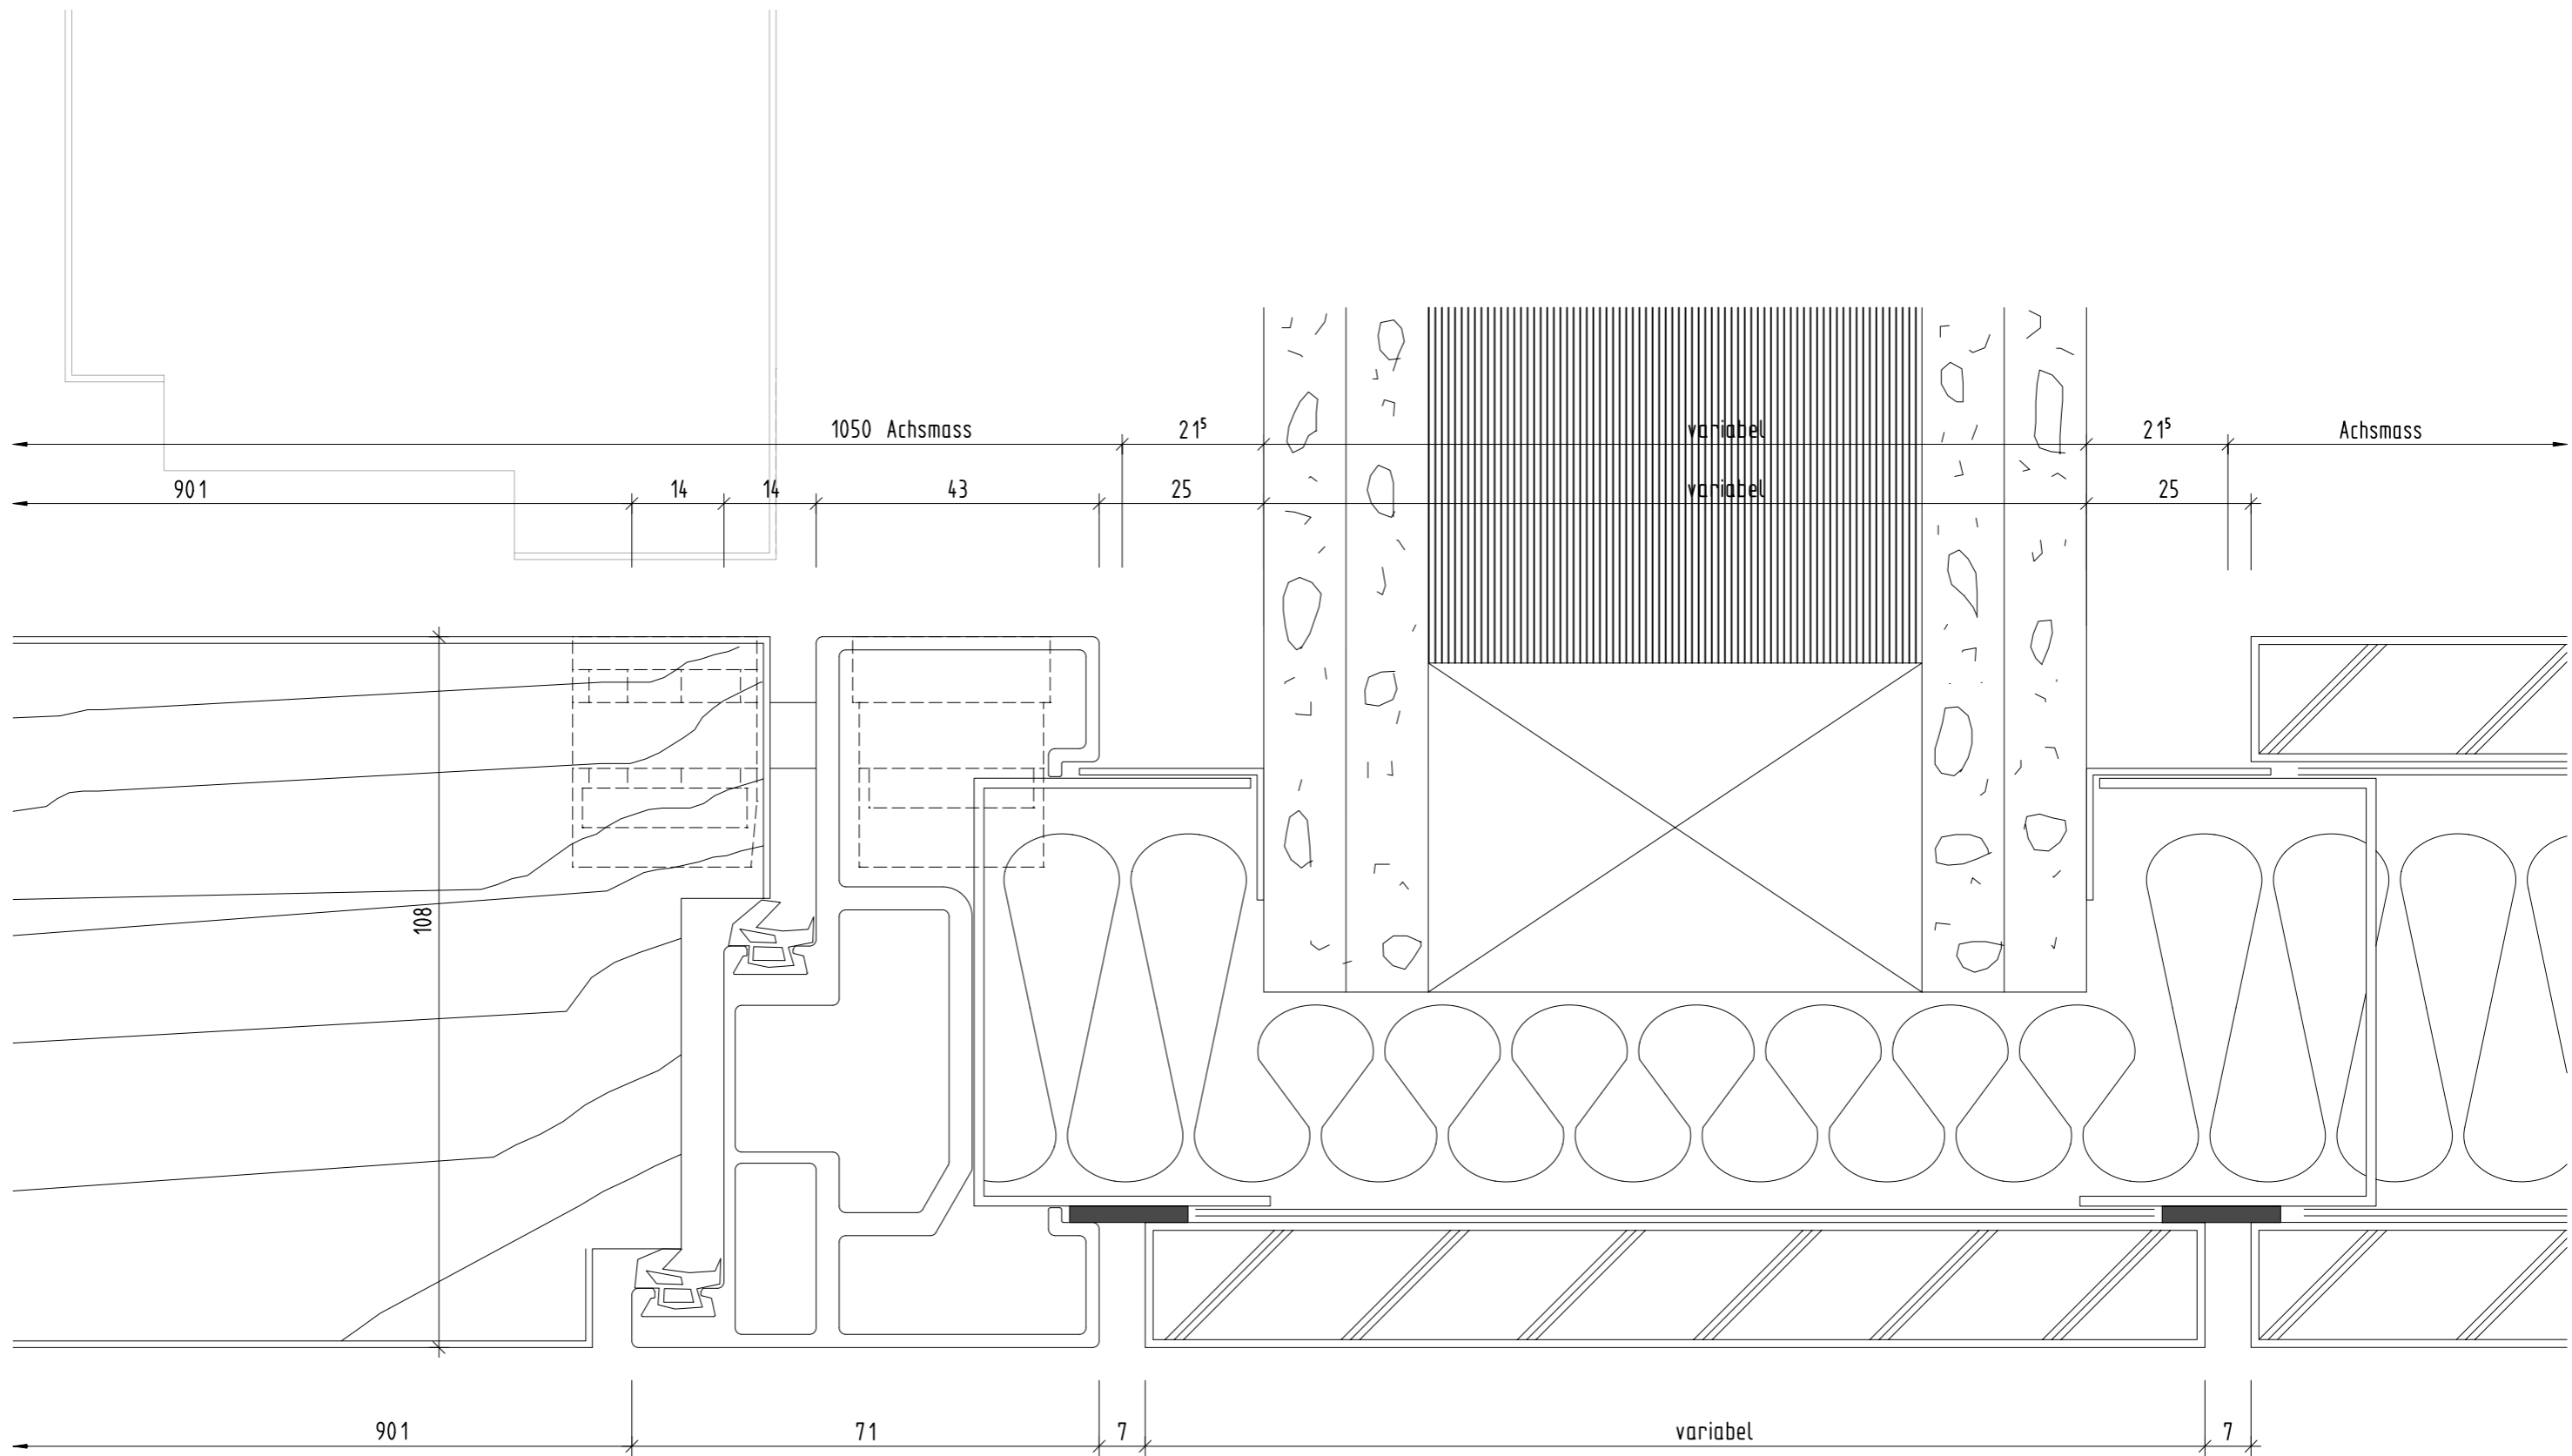 1050 Achsmass 21⁵ variabel 21⁵ Achsmass
901 14 14 43 25 variabel 25
108
901 71 7 variabel 7